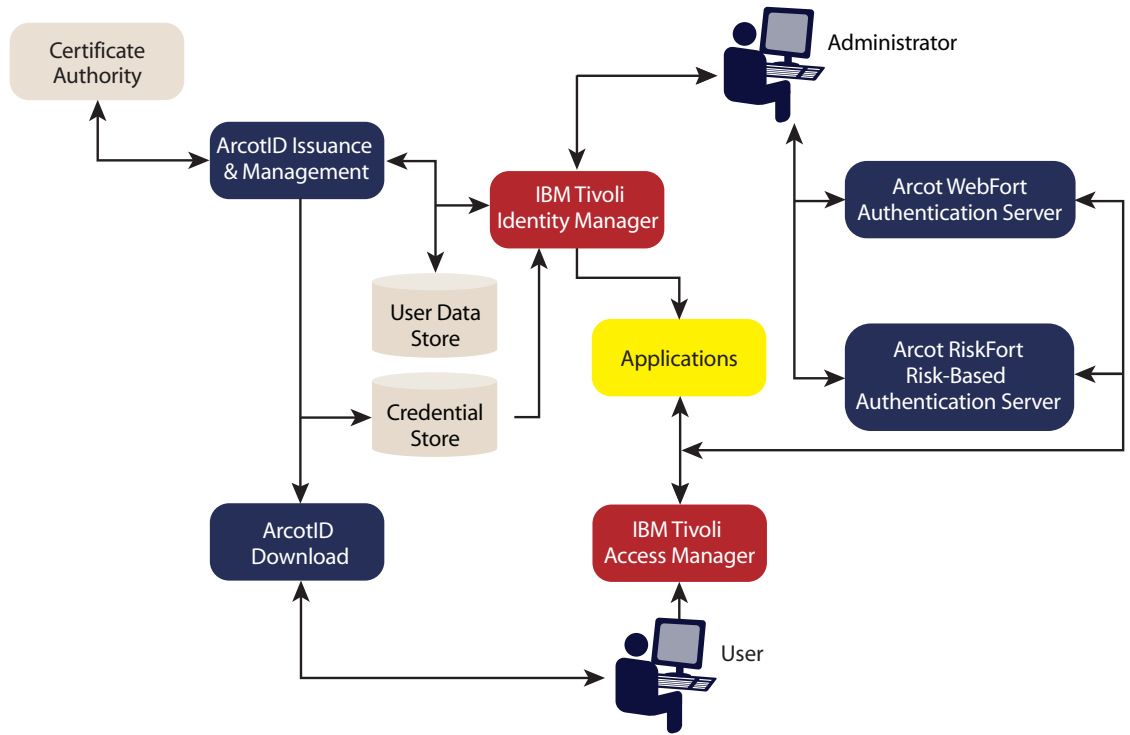 Certificate
Authority
Administrator
ArcotID Issuance
& Management
IBM Tivoli
Identity Manager
Arcot WebFort
Authentication Server
User Data
Store
Applications
Arcot RiskFort
Risk-Based
Authentication Server
Credential
Store
ArcotID
Download
IBM Tivoli
Access Manager
User